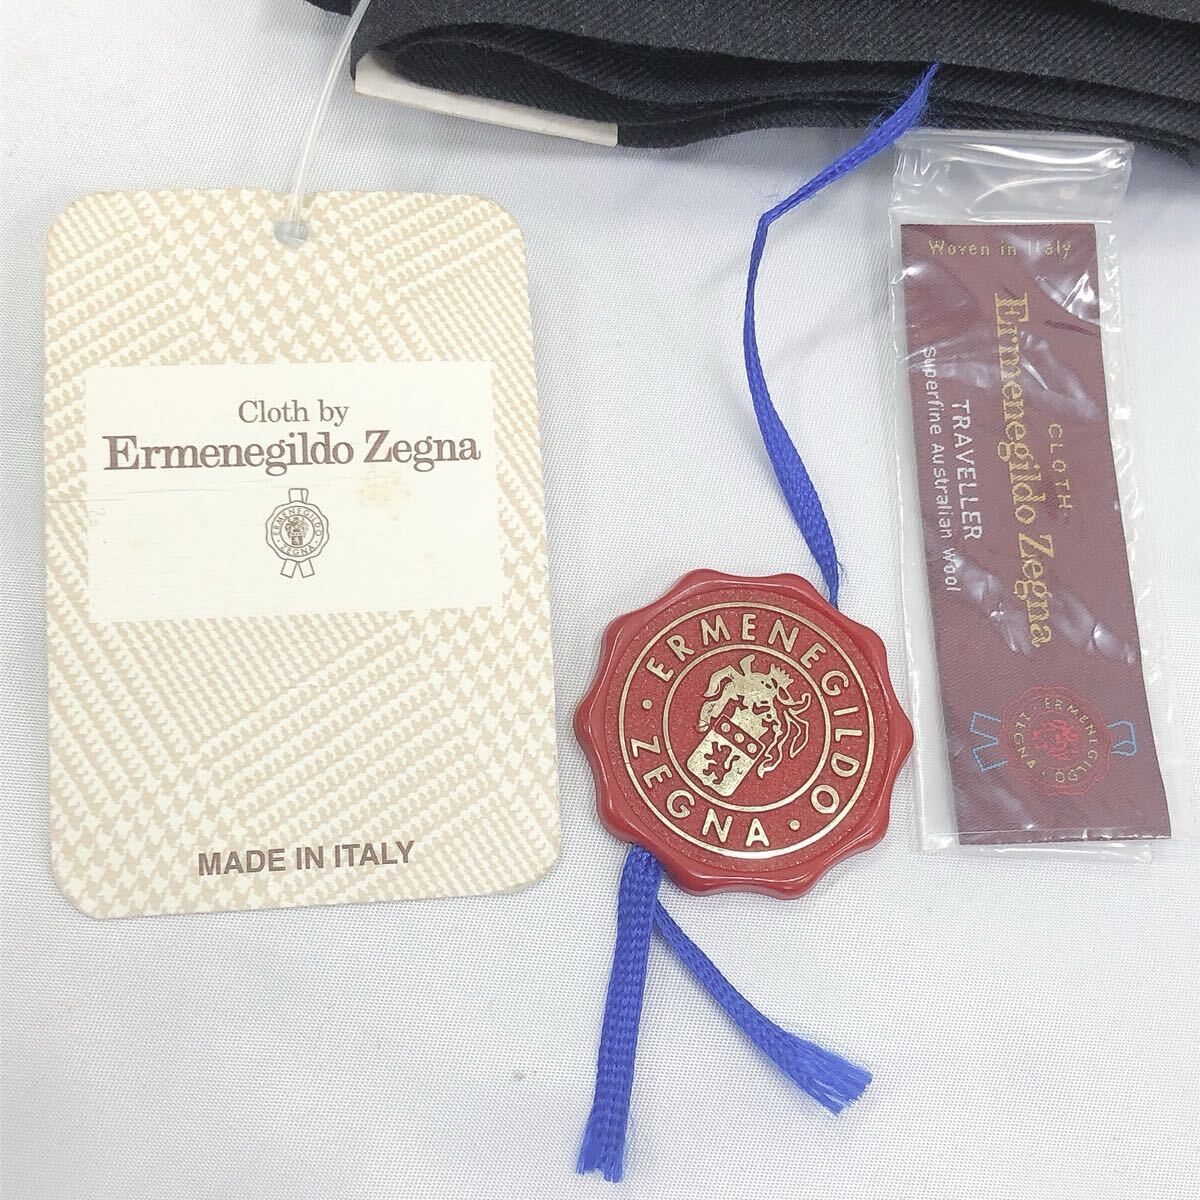 Cloth by
Ermenegildo Zegna
ERMENEGILDO
ZEGNA
MADE IN ITALY
ERMENEGILDO
ZEGNA
Woven in Italy
CLOTH
Ermenegildo Zegna
TRAVELLER
Superfine Australian Wool
ERMENEGILDO
ZEGNA